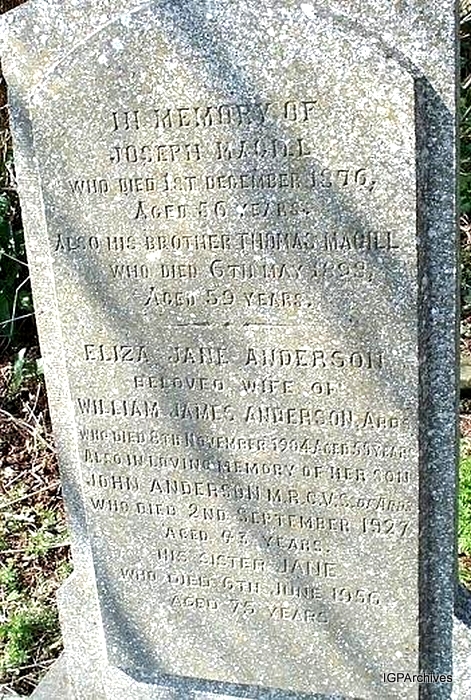 IN MEMORY OF
JOSEPH MAGILL
WHO DIED 1ST DECEMBER 1876,
AGED 56 YEARS.
ALSO HIS BROTHER THOMAS MAGILL
WHO DIED 6TH MAY 1893,
AGED 59 YEARS.
ELIZA JANE ANDERSON
BELOVED WIFE OF
WILLIAM JAMES ANDERSON, ARDS
WHO DIED 8TH NOVEMBER 1904 AGED 50 YEARS
ALSO IN LOVING MEMORY OF HER SON
JOHN ANDERSON M.R.C.V.S. OF ARDS
WHO DIED 2ND SEPTEMBER 1927
AGED 43 YEARS.
HIS SISTER JANE
WHO DIED 6TH JUNE 1956
AGED 75 YEARS
IGPArchives